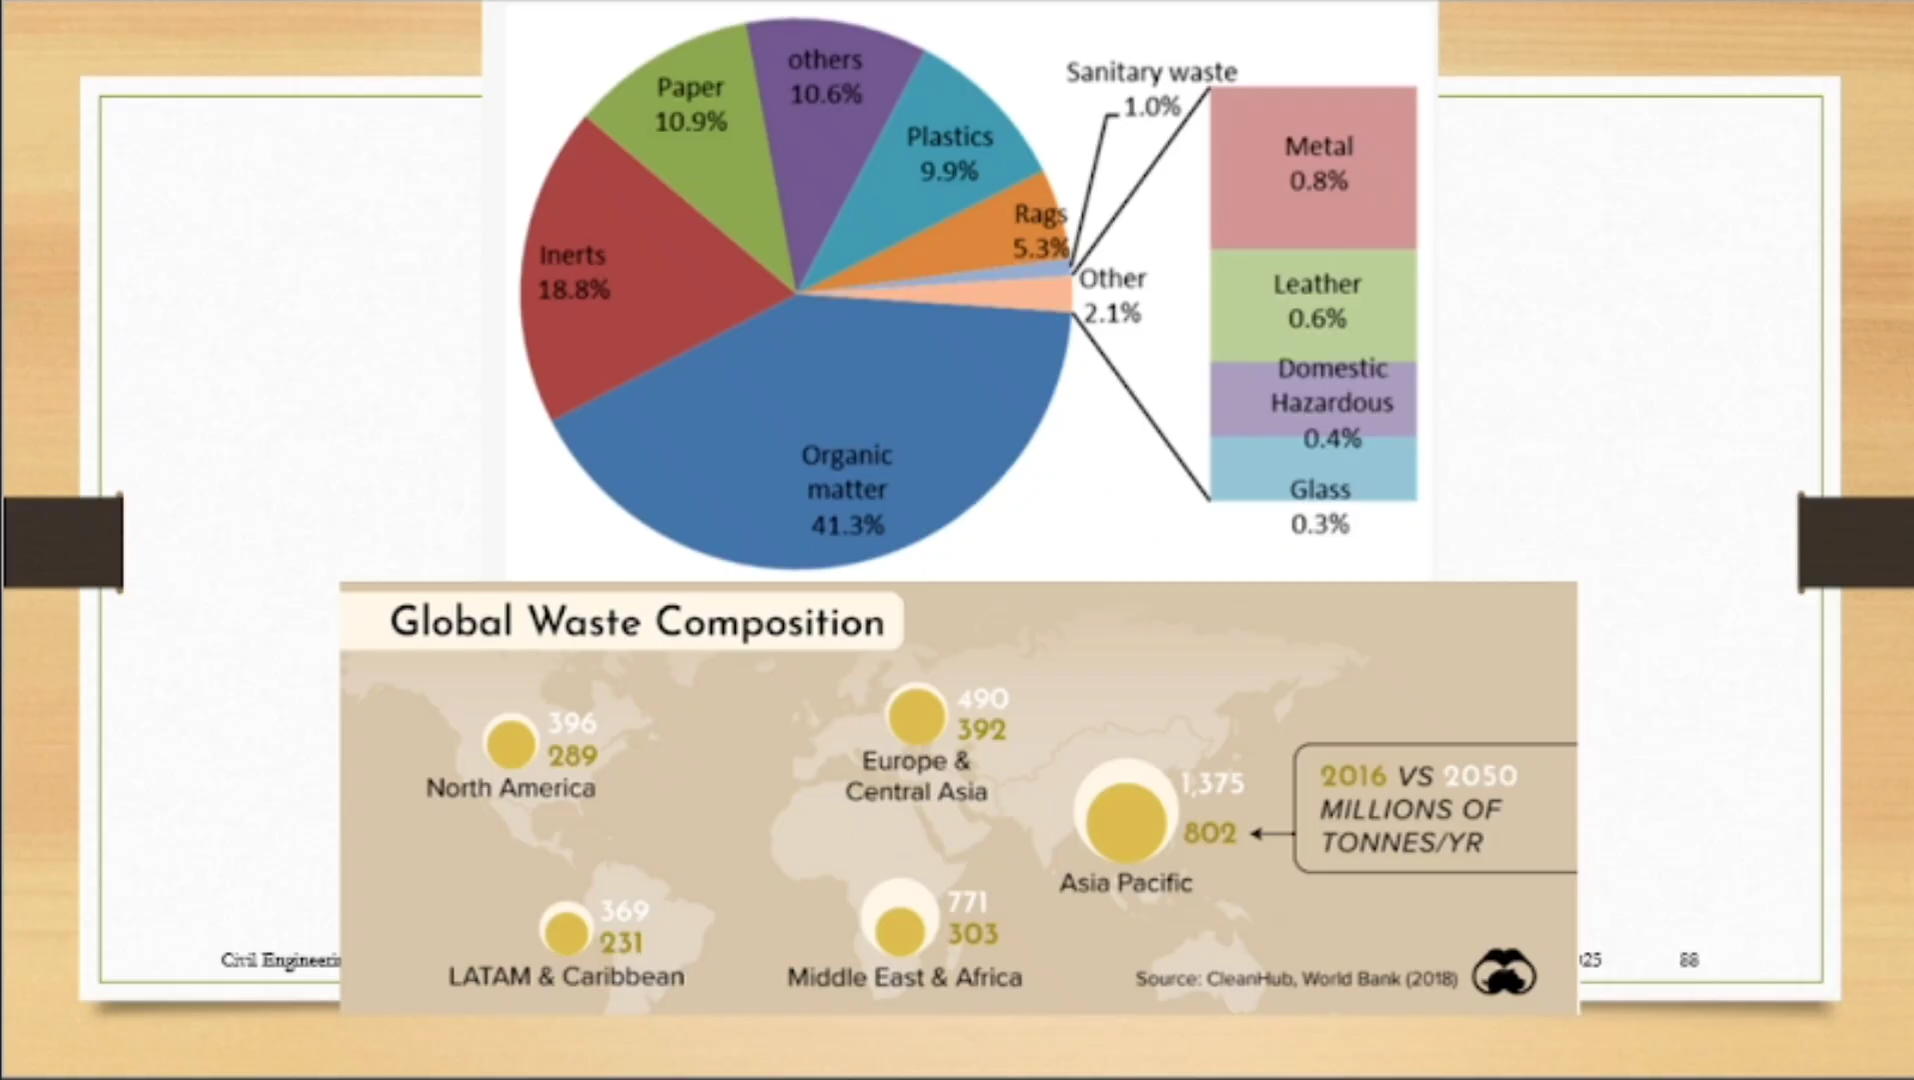 others
10.6%
Paper
10.9%
Plastics
9.9%
Sanitary waste
1.0%
Rags
5.3%
Inerts
18.8%
Other
2.1%
Organic
matter
41.3%
Metal
0.8%
Leather
0.6%
Domestic
Hazardous
0.4%
Glass
0.3%
Global Waste Composition
396
289
North America
490
392
Europe &
Central Asia
1,375
802
Asia Pacific
2016 VS 2050
MILLIONS OF
TONNES/YR
369
231
LATAM & Caribbean
771
303
Middle East & Africa
Source: CleanHub, World Bank (2018)
Civil
88